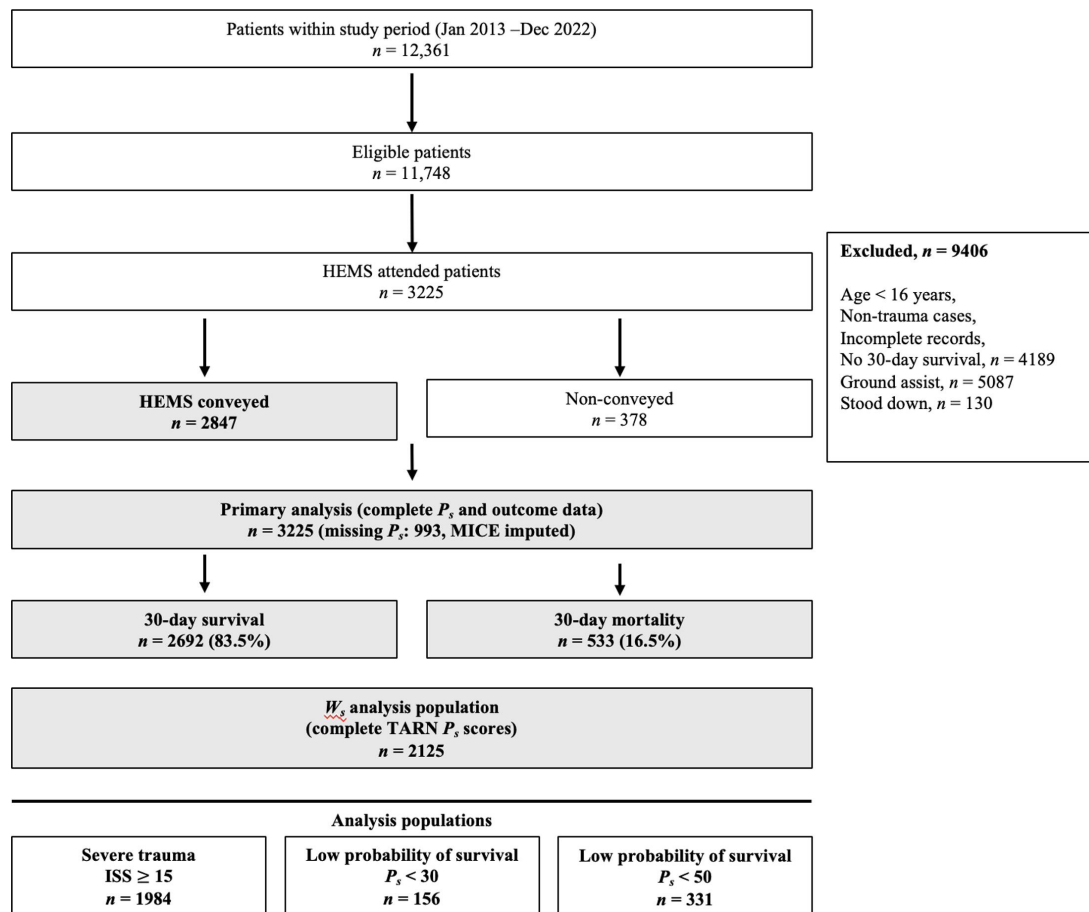 Patients within study period (Jan 2013 –Dec 2022)
n = 12,361
Eligible patients
n = 11,748
HEMS attended patients
n = 3225
Excluded, n = 9406
Age < 16 years,
Non-trauma cases,
Incomplete records,
No 30-day survival, n = 4189
Ground assist, n = 5087
Stood down, n = 130
HEMS conveyed
n = 2847
Non-conveyed
n = 378
Primary analysis (complete Ps and outcome data)
n = 3225 (missing Ps: 993, MICE imputed)
30-day survival
n = 2692 (83.5%)
30-day mortality
n = 533 (16.5%)
Ws analysis population
(complete TARN Ps scores)
n = 2125
Analysis populations
Severe trauma
ISS ≥ 15
n = 1984
Low probability of survival
Ps < 30
n = 156
Low probability of survival
Ps < 50
n = 331